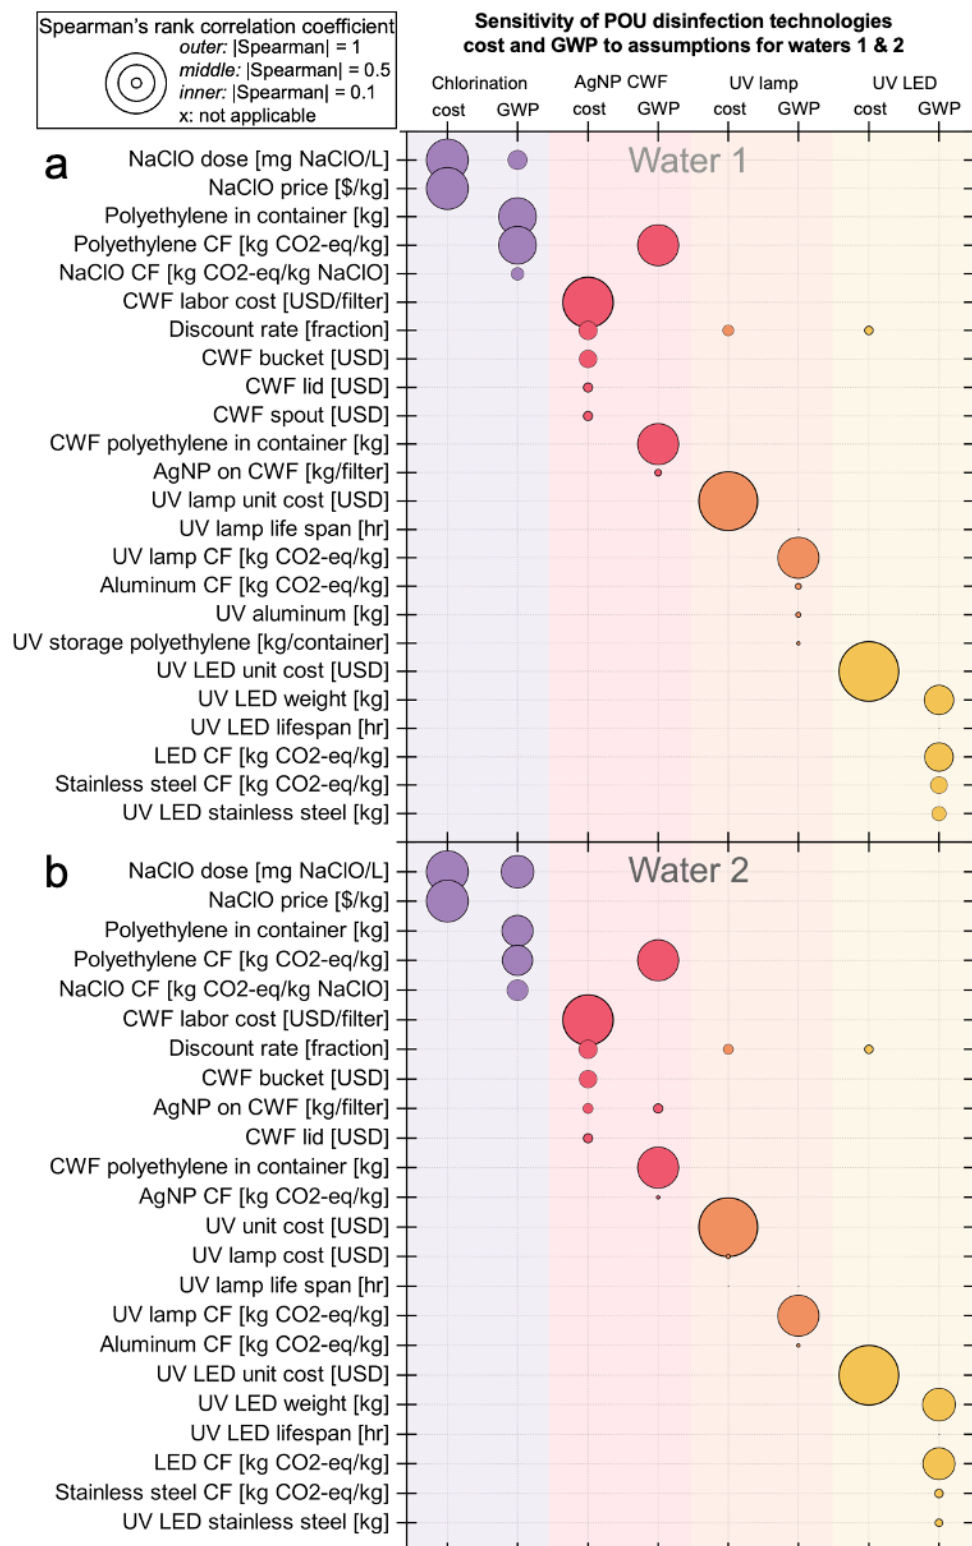 Spearman's rank correlation coefficient
outer: |Spearman| = 1
middle: |Spearman| = 0.5
inner: |Spearman| = 0.1
x: not applicable
Sensitivity of POU disinfection technologies
cost and GWP to assumptions for waters 1 & 2
Chlorination AgNP CWF UV lamp UV LED
cost GWP cost GWP cost GWP cost GWP
a Water 1
NaClO dose [mg NaClO/L]
NaClO price [$/kg]
Polyethylene in container [kg]
Polyethylene CF [kg CO2-eq/kg]
NaClO CF [kg CO2-eq/kg NaClO]
CWF labor cost [USD/filter]
Discount rate [fraction]
CWF bucket [USD]
CWF lid [USD]
CWF spout [USD]
CWF polyethylene in container [kg]
AgNP on CWF [kg/filter]
UV lamp unit cost [USD]
UV lamp life span [hr]
UV lamp CF [kg CO2-eq/kg]
Aluminum CF [kg CO2-eq/kg]
UV aluminum [kg]
UV storage polyethylene [kg/container]
UV LED unit cost [USD]
UV LED weight [kg]
UV LED lifespan [hr]
LED CF [kg CO2-eq/kg]
Stainless steel CF [kg CO2-eq/kg]
UV LED stainless steel [kg]
b Water 2
NaClO dose [mg NaClO/L]
NaClO price [$/kg]
Polyethylene in container [kg]
Polyethylene CF [kg CO2-eq/kg]
NaClO CF [kg CO2-eq/kg NaClO]
CWF labor cost [USD/filter]
Discount rate [fraction]
CWF bucket [USD]
AgNP on CWF [kg/filter]
CWF lid [USD]
CWF polyethylene in container [kg]
AgNP CF [kg CO2-eq/kg]
UV unit cost [USD]
UV lamp cost [USD]
UV lamp life span [hr]
UV lamp CF [kg CO2-eq/kg]
Aluminum CF [kg CO2-eq/kg]
UV LED unit cost [USD]
UV LED weight [kg]
UV LED lifespan [hr]
LED CF [kg CO2-eq/kg]
Stainless steel CF [kg CO2-eq/kg]
UV LED stainless steel [kg]